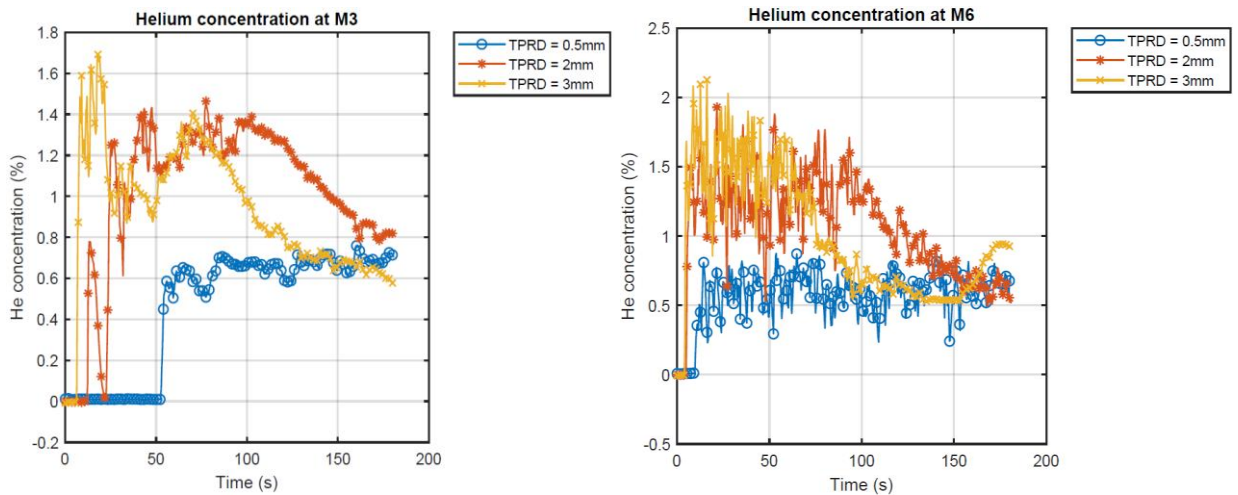 Helium concentration at M3
He concentration (%)
1.8
1.6
1.4
1.2
1
0.8
0.6
0.4
0.2
0
-0.2
0
50
100
150
200
Time (s)
TPRD = 0.5mm
TPRD = 2mm
TPRD = 3mm
Helium concentration at M6
He concentration (%)
2.5
2
1.5
1
0.5
0
-0.5
0
50
100
150
200
Time (s)
TPRD = 0.5mm
TPRD = 2mm
TPRD = 3mm